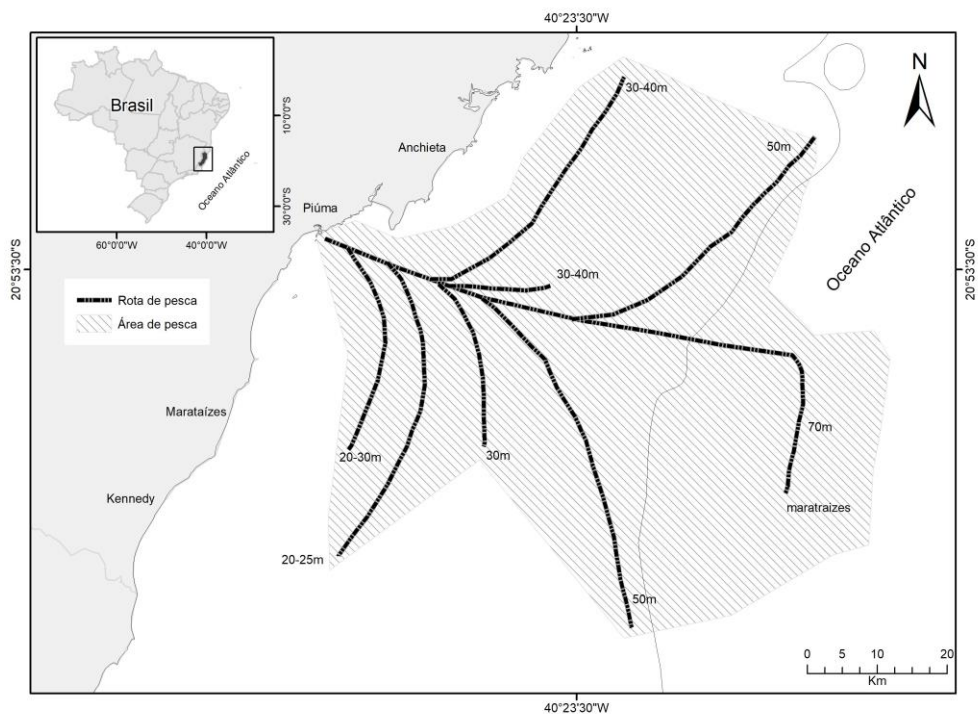 40°23'30"W
Brasil
10°0'0"S
30°0'0"S
Oceano Atlântico
60°0'0"W
40°0'0"W
N
30-40m
50m
Anchieta
Piúma
Oceano Atlântico
20°53'30"S
20°53'30"S
30-40m
Rota de pesca
Área de pesca
Marataízes
20-30m
30m
70m
Kennedy
maratraizes
20-25m
50m
0 5 10 20
Km
40°23'30"W